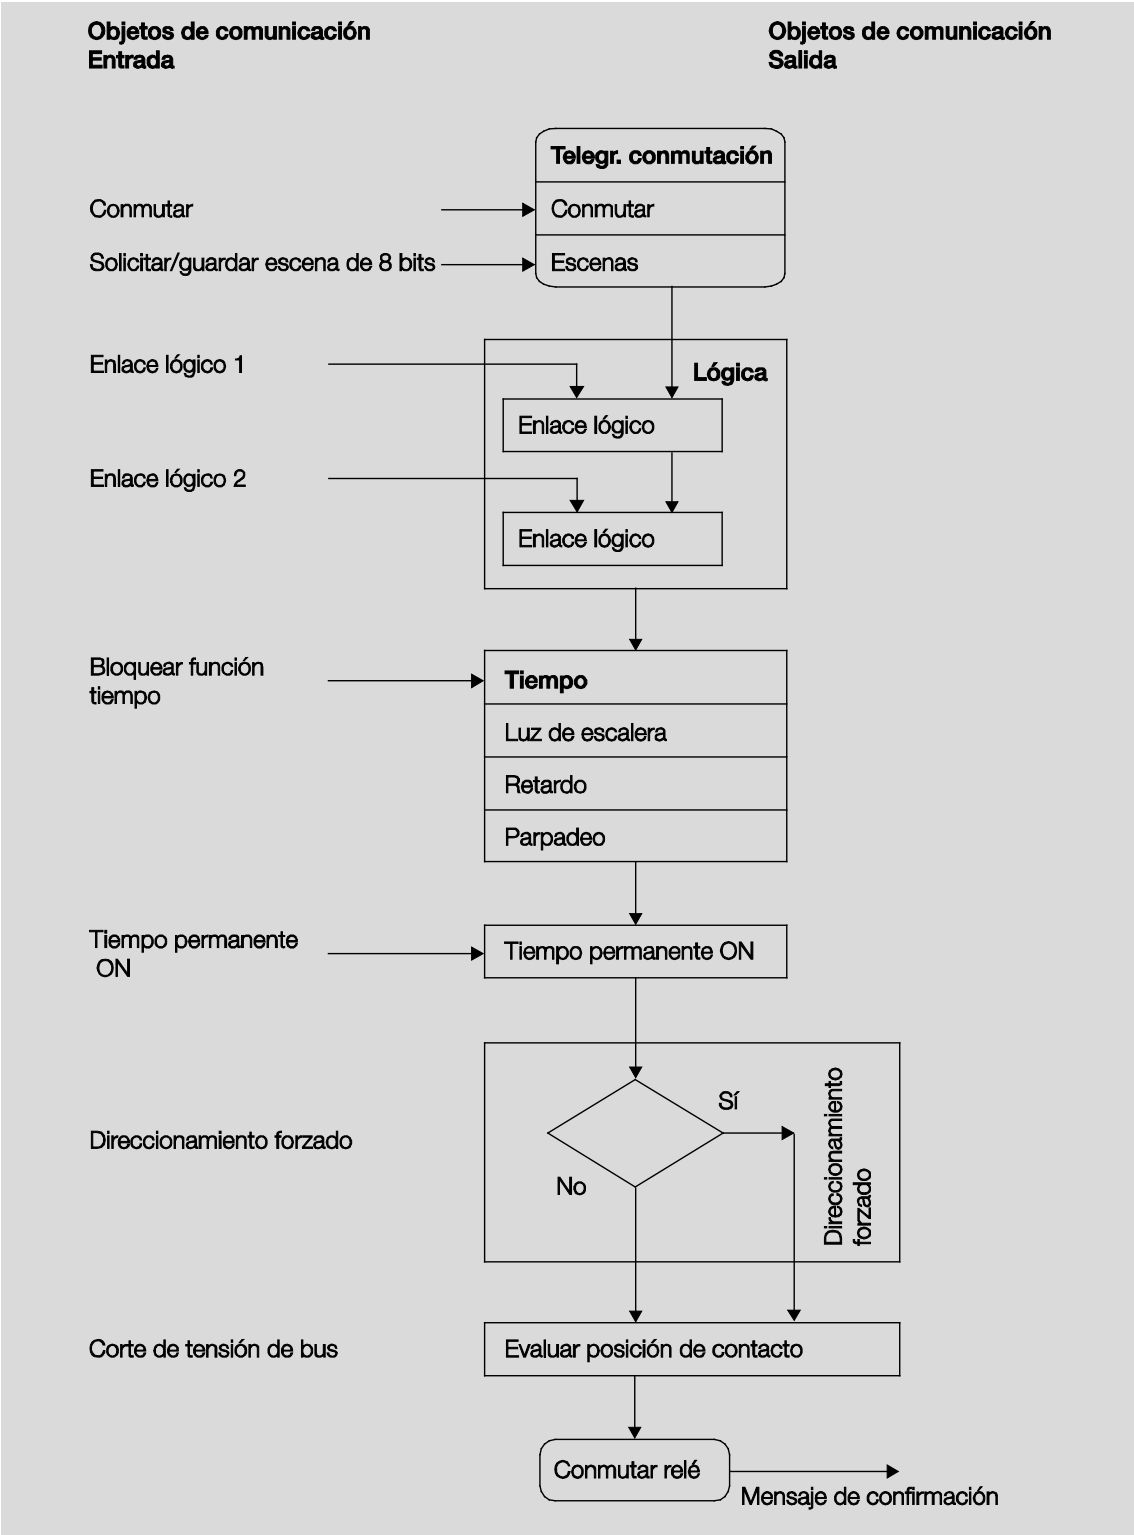 Objetos de comunicación
Entrada
Objetos de comunicación
Salida
Telegr. conmutación
Conmutar
Conmutar
Solicitar/guardar escena de 8 bits
Escenas
Enlace lógico 1
Lógica
Enlace lógico
Enlace lógico 2
Enlace lógico
Bloquear función
tiempo
Tiempo
Luz de escalera
Retardo
Parpadeo
Tiempo permanente
ON
Tiempo permanente ON
Sí
Direccionamiento forzado
No
Direccionamiento
forzado
Corte de tensión de bus
Evaluar posición de contacto
Conmutar relé
Mensaje de confirmación